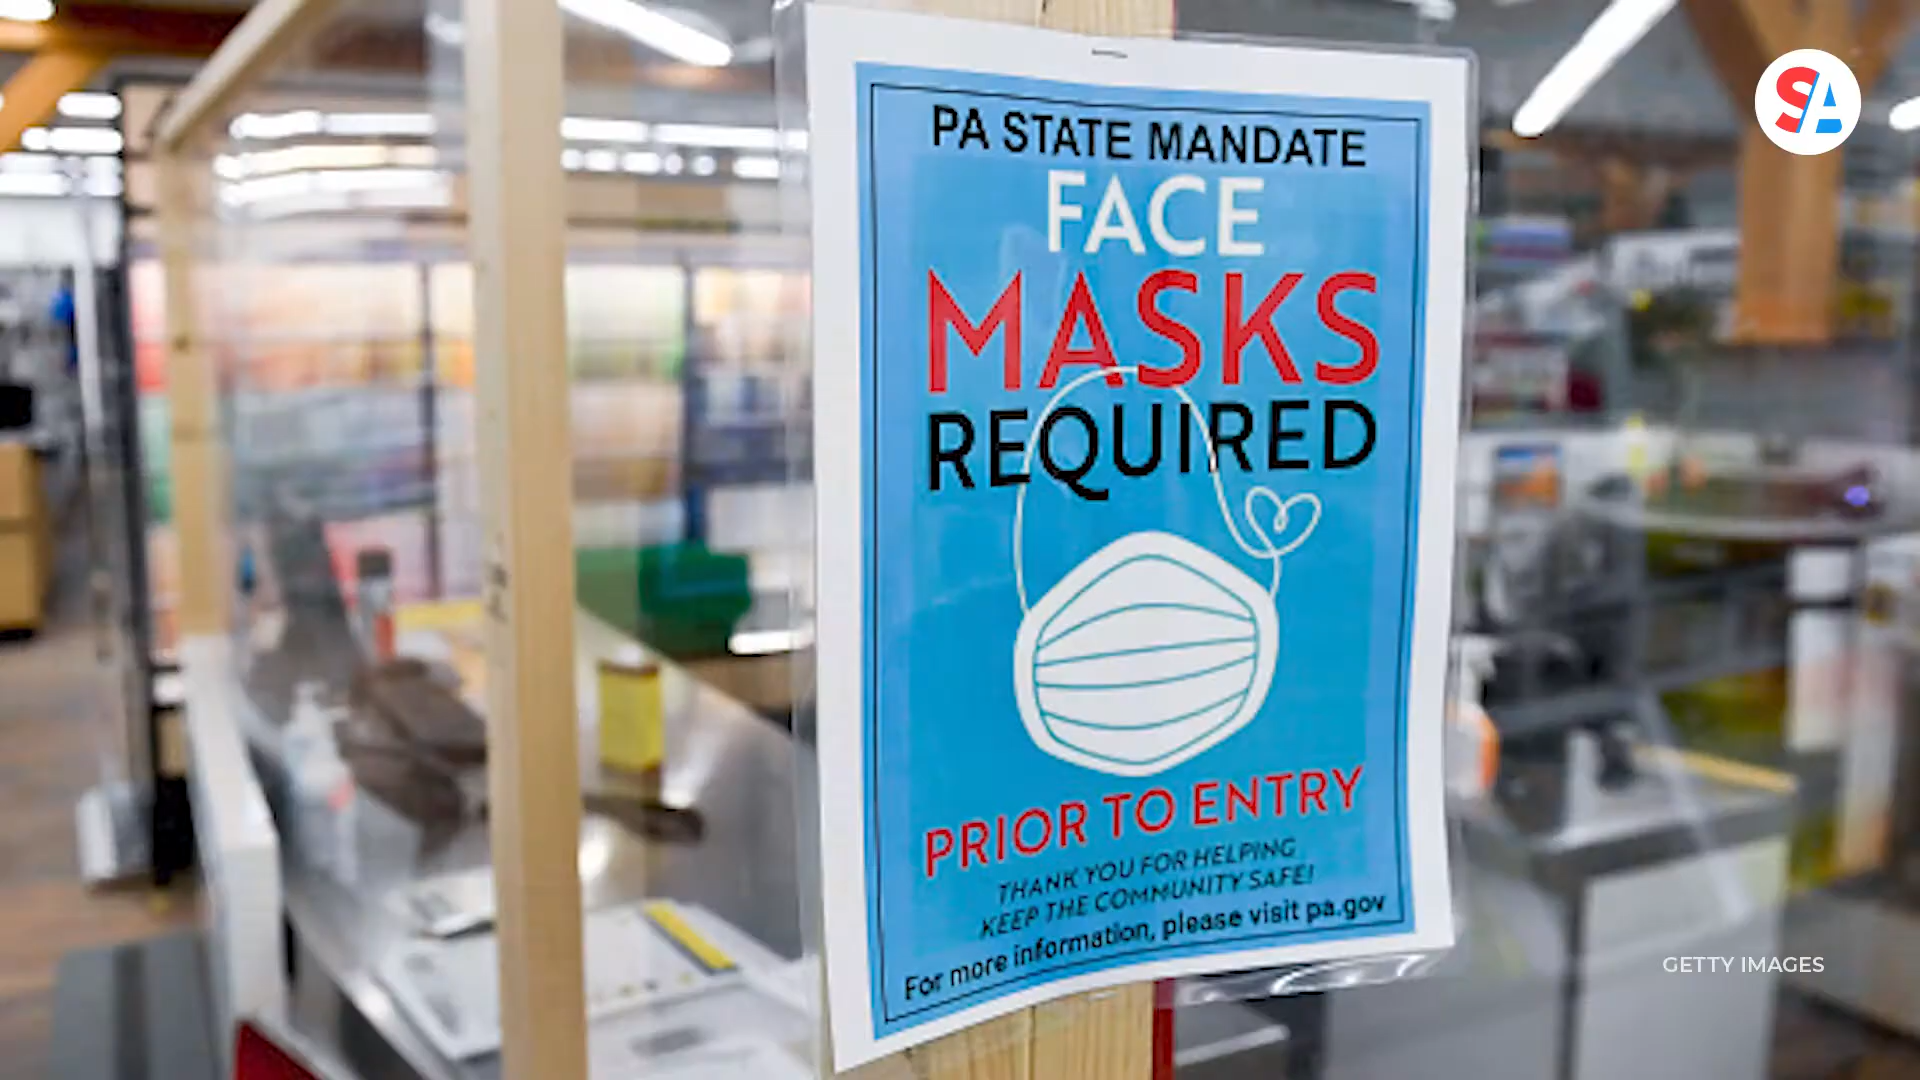 PA STATE MANDATE
FACE
MASKS
REQUIRED
PRIOR TO ENTRY
THANK YOU FOR HELPING
KEEP THE COMMUNITY SAFE!
For more information, please visit pa.gov
SA
GETTY IMAGES